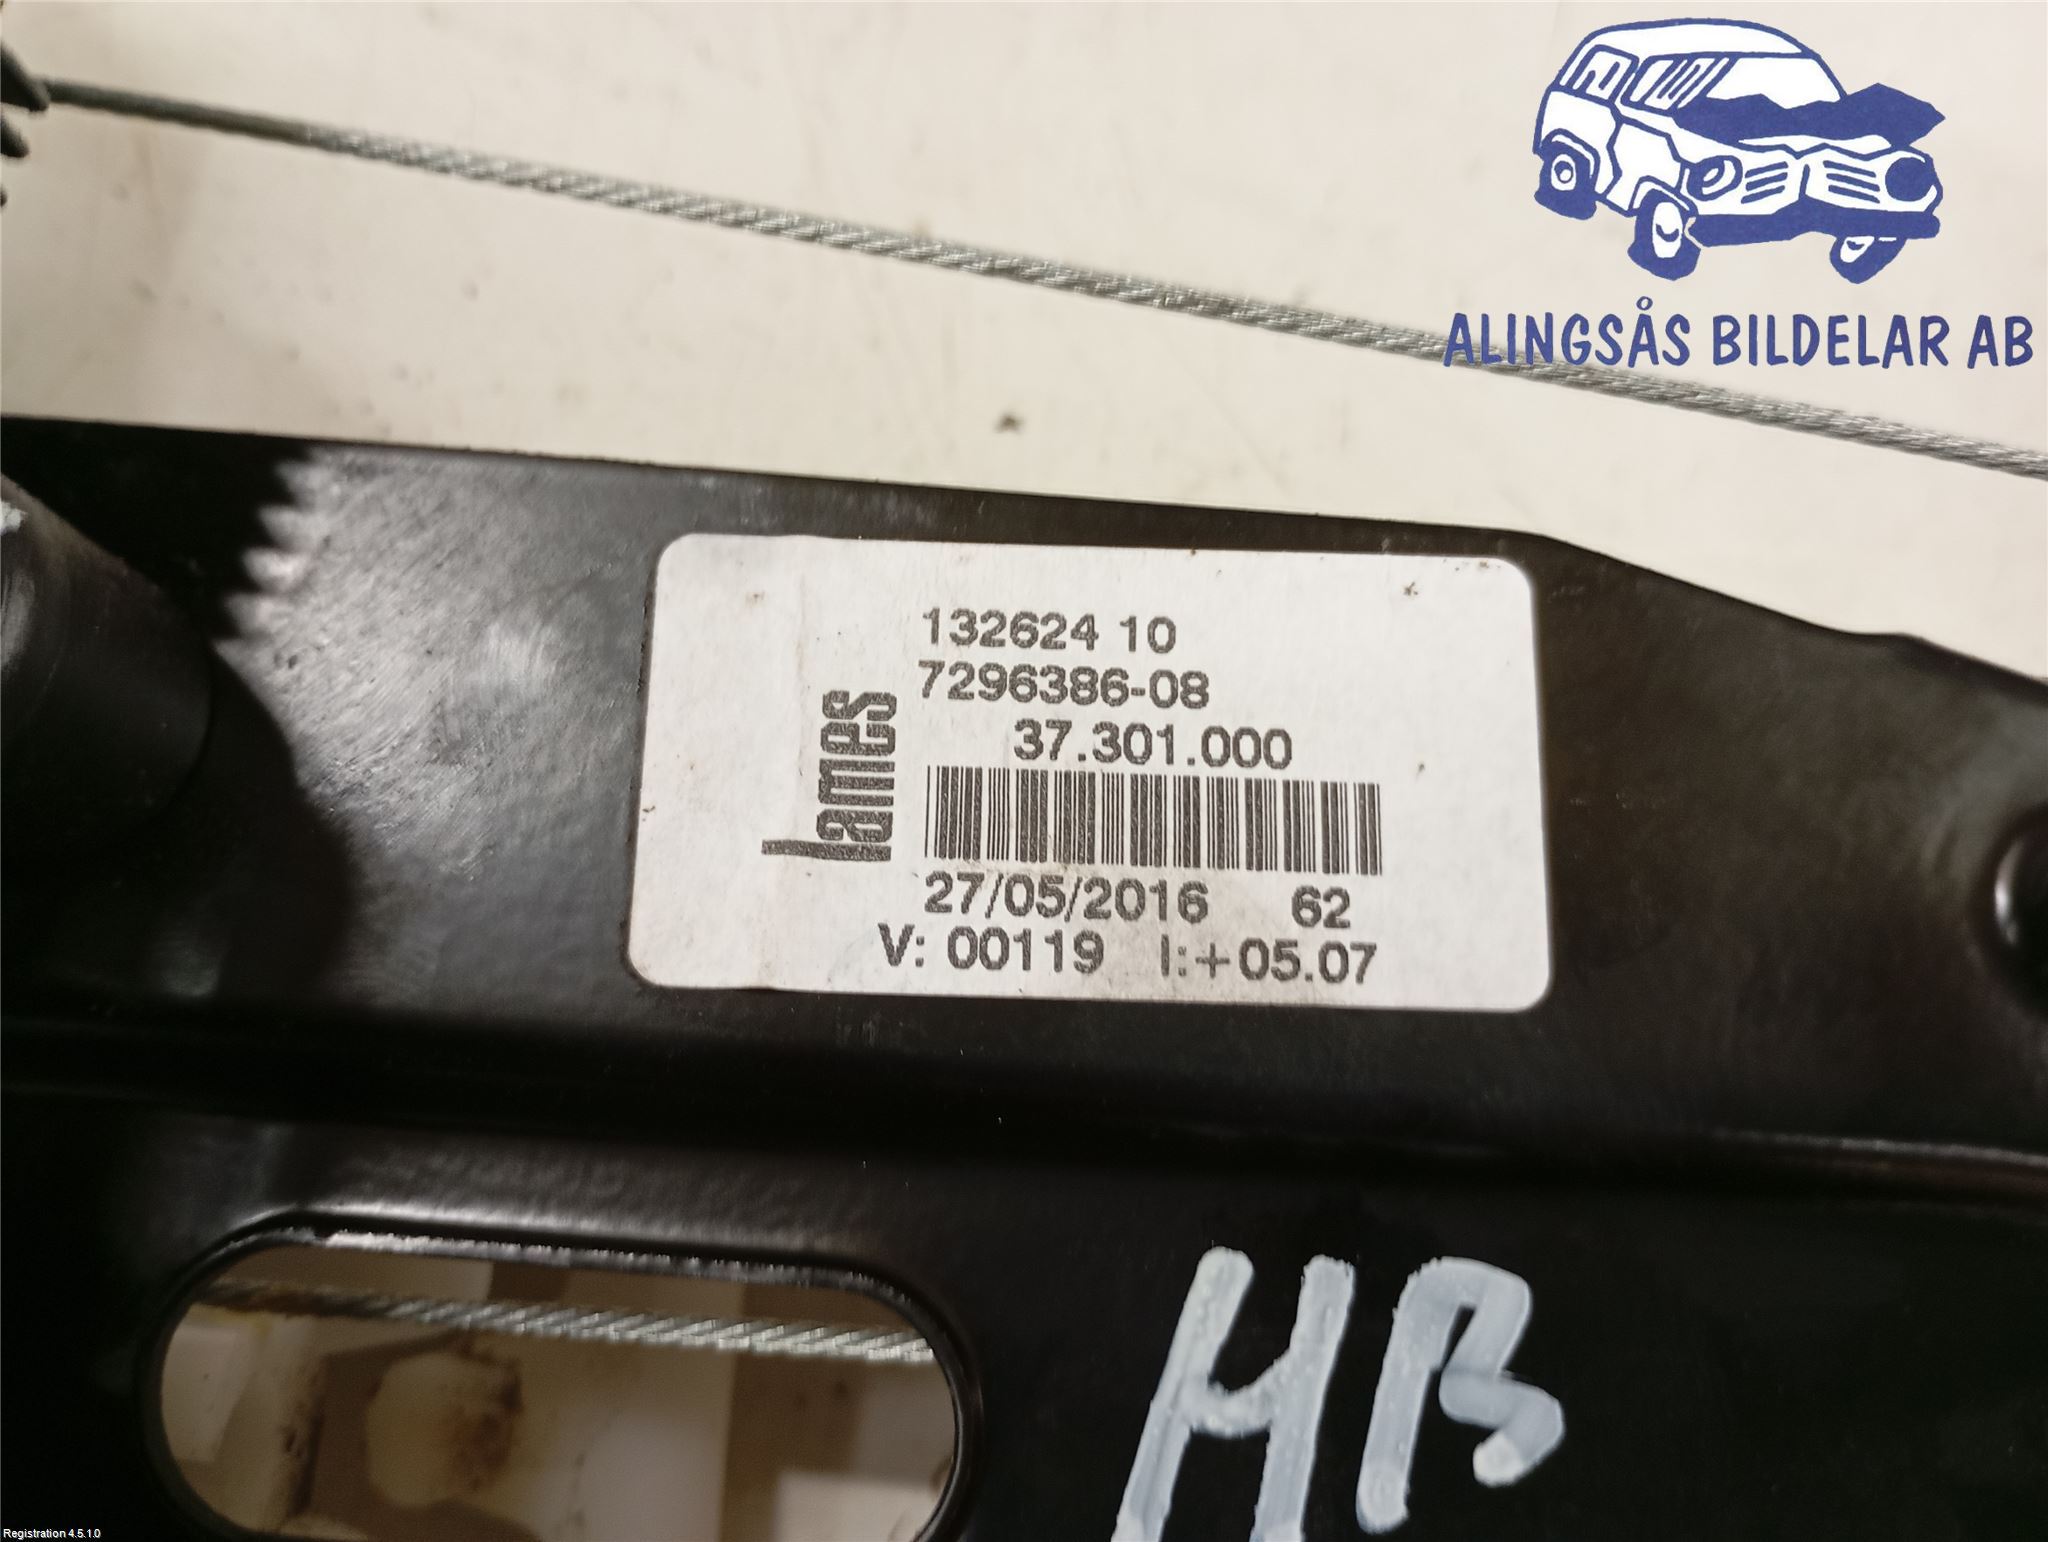 ALINGSÅS BILDELAR AB
132624 10
7296386-08
37.301.000
lames
27/05/2016 62
V: 00119 I:+05.07
HB
Registration 4.5.1.0